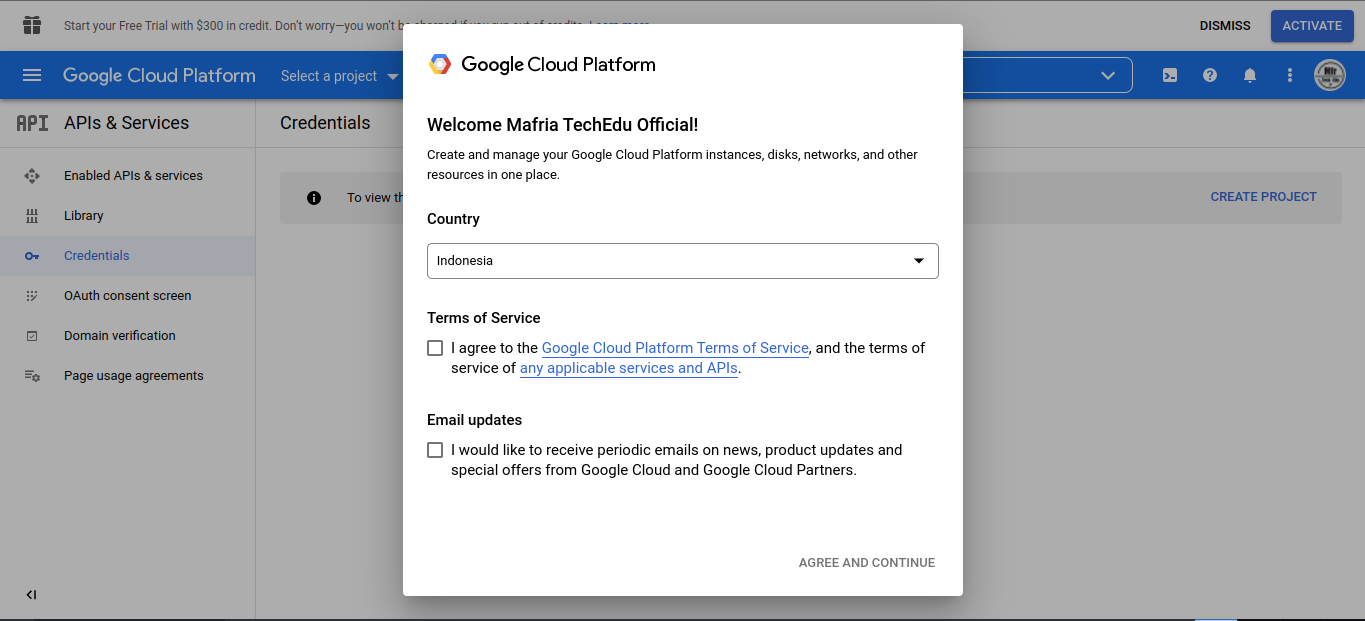 Start your Free Trial with $300 in credit. Don't worry—you won't b
DISMISS
ACTIVATE
Google Cloud Platform
Select a project
API
APIs & Services
Credentials
Enabled APIs & services
Library
Credentials
OAuth consent screen
Domain verification
Page usage agreements
To view th
CREATE PROJECT
Google Cloud Platform
Welcome Mafria TechEdu Official!
Create and manage your Google Cloud Platform instances, disks, networks, and other
resources in one place.
Country
Indonesia
Terms of Service
I agree to the Google Cloud Platform Terms of Service, and the terms of
service of any applicable services and APIs.
Email updates
I would like to receive periodic emails on news, product updates and
special offers from Google Cloud and Google Cloud Partners.
AGREE AND CONTINUE